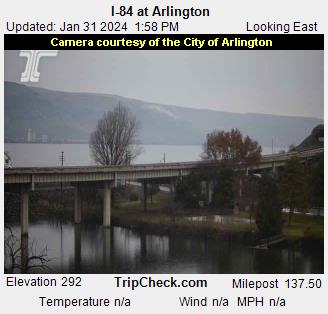 I-84 at Arlington
Updated: Jan 31 2024 1:58 PM Looking East
Camera courtesy of the City of Arlington
Elevation 292 TripCheck.com Milepost 137.50
Temperature n/a Wind n/a MPH n/a